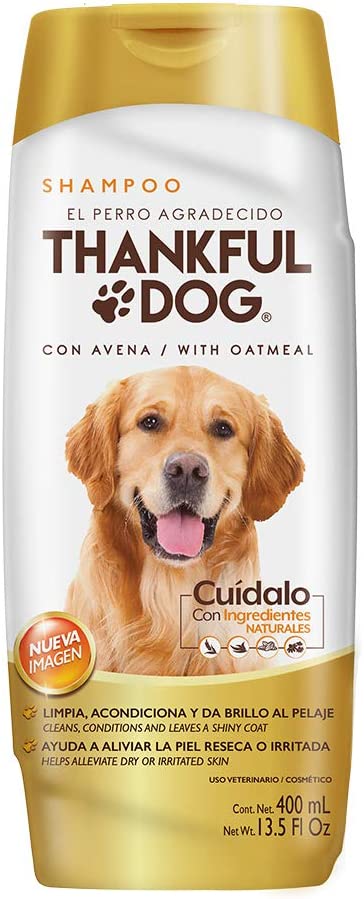 SHAMPOO
EL PERRO AGRADECIDO
THANKFUL
DOG®
CON AVENA / WITH OATMEAL
Cuídalo
Con Ingredientes
NATURALES
NUEVA
IMAGEN
LIMPIA, ACONDICIONA Y DA BRILLO AL PELAJE
CLEANS, CONDITIONS AND LEAVES A SHINY COAT
AYUDA A ALIVIAR LA PIEL RESECA O IRRITADA
HELPS ALLEVIATE DRY OR IRRITATED SKIN
USO VETERINARIO / COSMÉTICO
Cont. Net. 400 mL
Net Wt. 13.5 Fl Oz